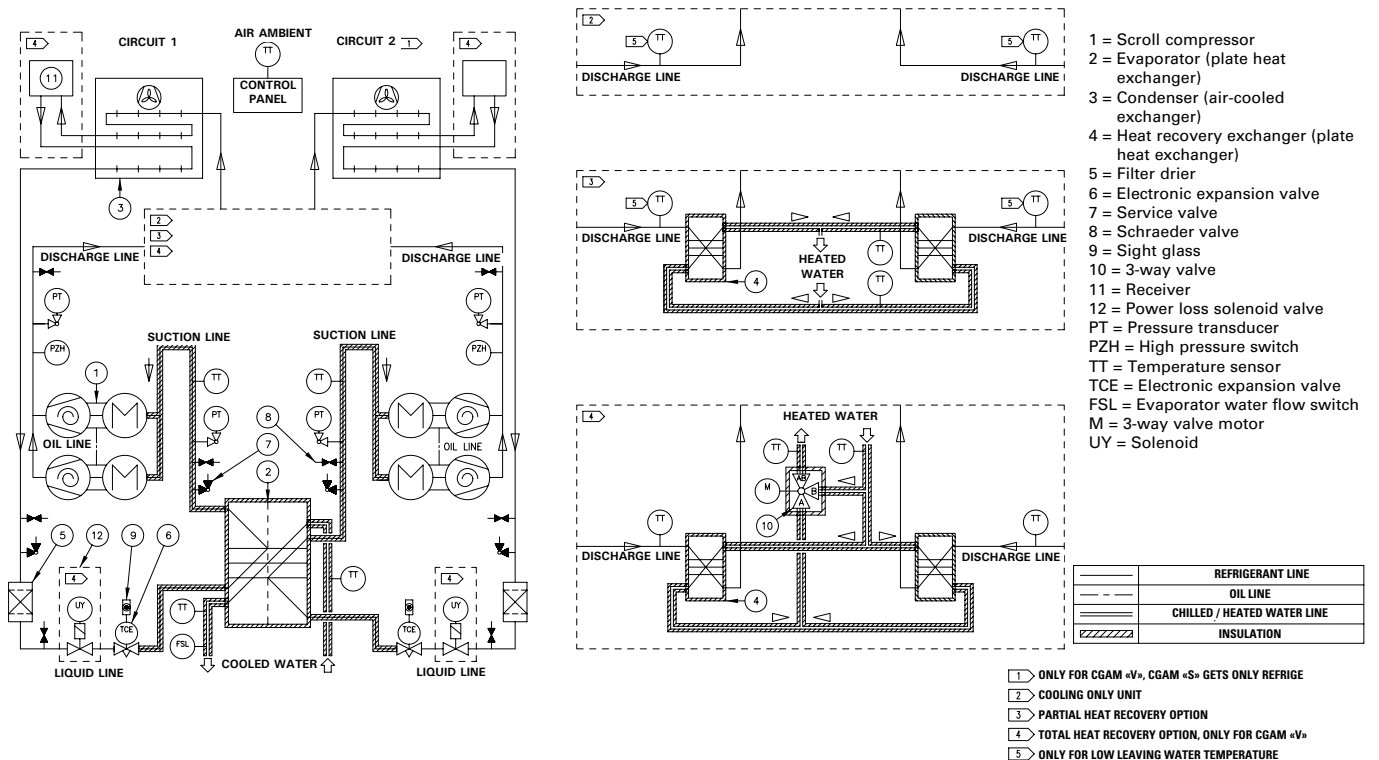 4
CIRCUIT 1
AIR AMBIENT
TT
CONTROL
PANEL
CIRCUIT 2
1
4
11
3
2
3
4
DISCHARGE LINE
DISCHARGE LINE
PT
PT
PZH
PZH
SUCTION LINE
SUCTION LINE
1
TT
TT
M
M
PT
PT
8
7
OIL LINE
OIL LINE
M
M
2
5
12
9
6
4
4
TT
TT
UY
UY
TCE
TCE
FSL
COOLED WATER
LIQUID LINE
LIQUID LINE
2
5
TT
5
TT
DISCHARGE LINE
DISCHARGE LINE
3
5
TT
5
TT
DISCHARGE LINE
DISCHARGE LINE
HEATED
WATER
TT
TT
4
4
HEATED WATER
TT
TT
M
AB
B
A
10
TT
TT
DISCHARGE LINE
DISCHARGE LINE
4
1 = Scroll compressor
2 = Evaporator (plate heat
exchanger)
3 = Condenser (air-cooled
exchanger)
4 = Heat recovery exchanger (plate
heat exchanger)
5 = Filter drier
6 = Electronic expansion valve
7 = Service valve
8 = Schraeder valve
9 = Sight glass
10 = 3-way valve
11 = Receiver
12 = Power loss solenoid valve
PT = Pressure transducer
PZH = High pressure switch
TT = Temperature sensor
TCE = Electronic expansion valve
FSL = Evaporator water flow switch
M = 3-way valve motor
UY = Solenoid
REFRIGERANT LINE
OIL LINE
CHILLED / HEATED WATER LINE
INSULATION
1 ONLY FOR CGAM «V», CGAM «S» GETS ONLY REFRIGE
2 COOLING ONLY UNIT
3 PARTIAL HEAT RECOVERY OPTION
4 TOTAL HEAT RECOVERY OPTION, ONLY FOR CGAM «V»
5 ONLY FOR LOW LEAVING WATER TEMPERATURE